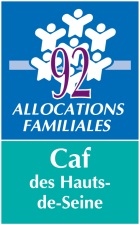 92
ALLOCATIONS
FAMILIALES
Caf
des Hauts-
de-Seine